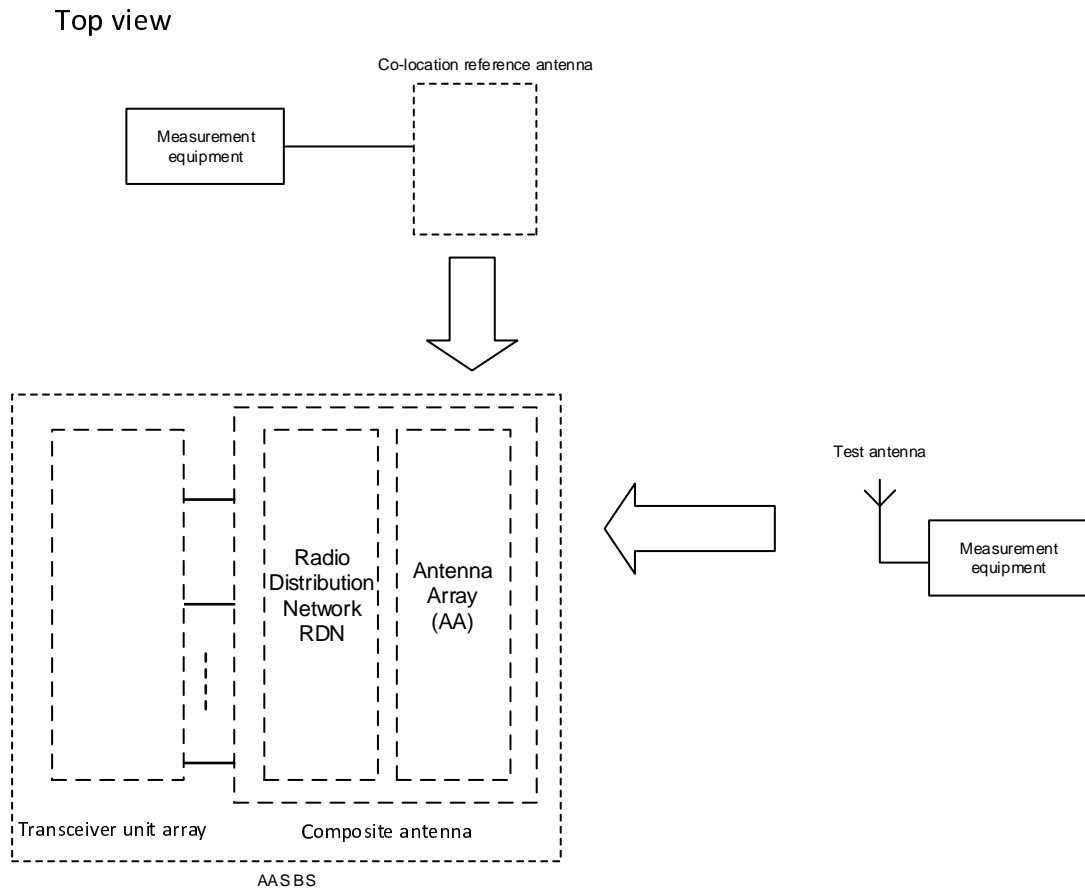 Top view
Co-location reference antenna
Measurement
equipment
Test antenna
Measurement
equipment
Radio
Distribution
Network
RDN
Antenna
Array
(AA)
Transceiver unit array
Composite antenna
AAS BS